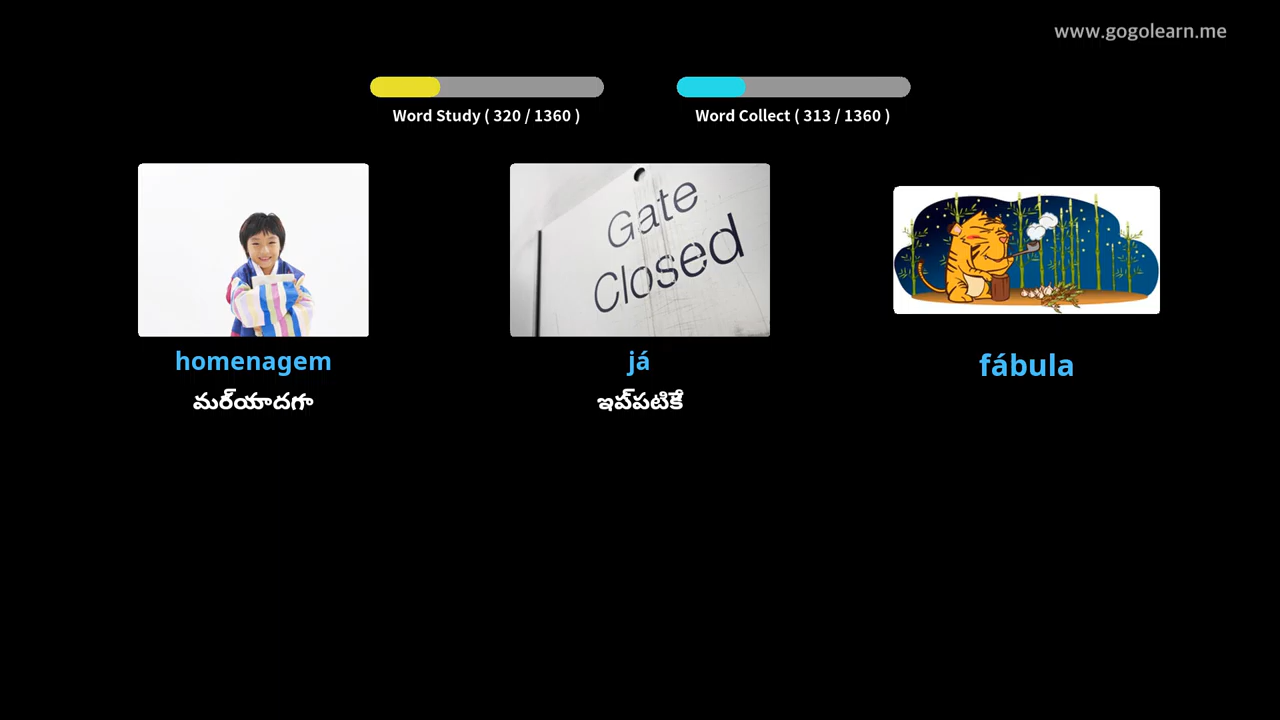 www.gogolearn.me
Word Study ( 320 / 1360 )
Word Collect ( 313 / 1360 )
Gate
Closed
homenagem
já
fábula
మర్‌యాదగా
ఇప్‌పటికే